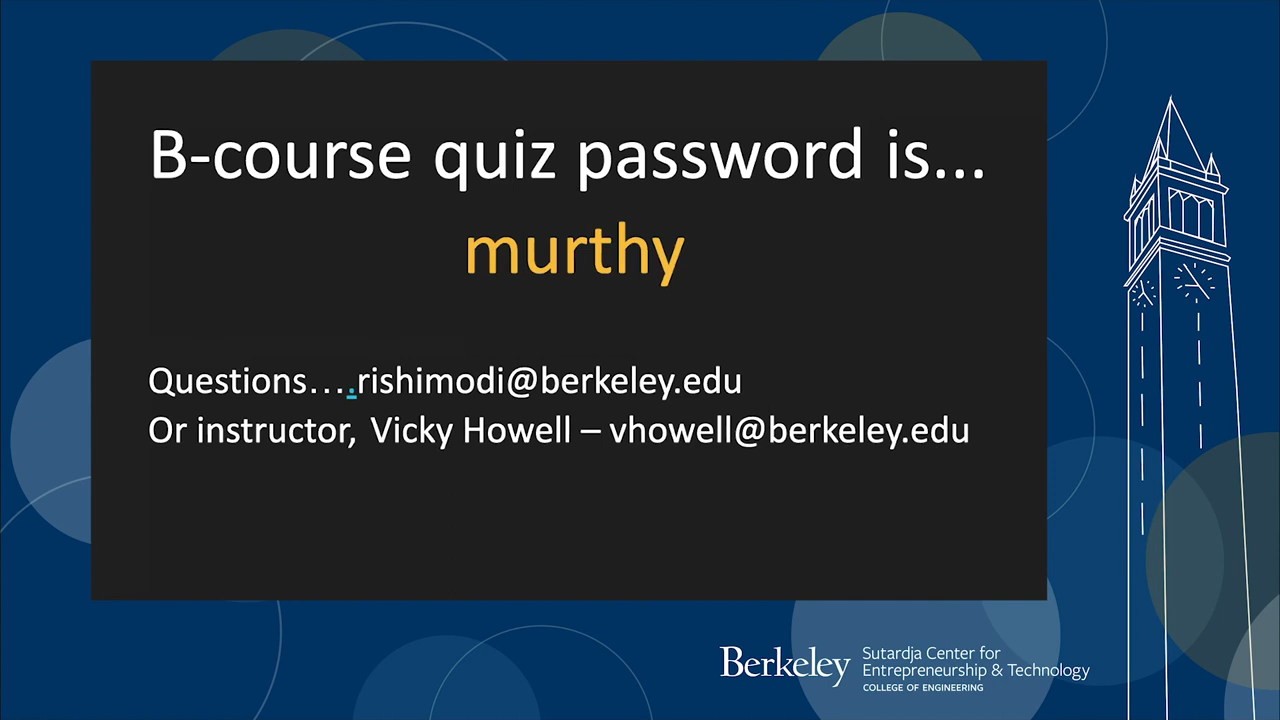 B-course quiz password is...
murthy
Questions.....rishimodi@berkeley.edu
Or instructor, Vicky Howell – vhowell@berkeley.edu
Berkeley
Sutardja Center for
Entrepreneurship & Technology
COLLEGE OF ENGINEERING